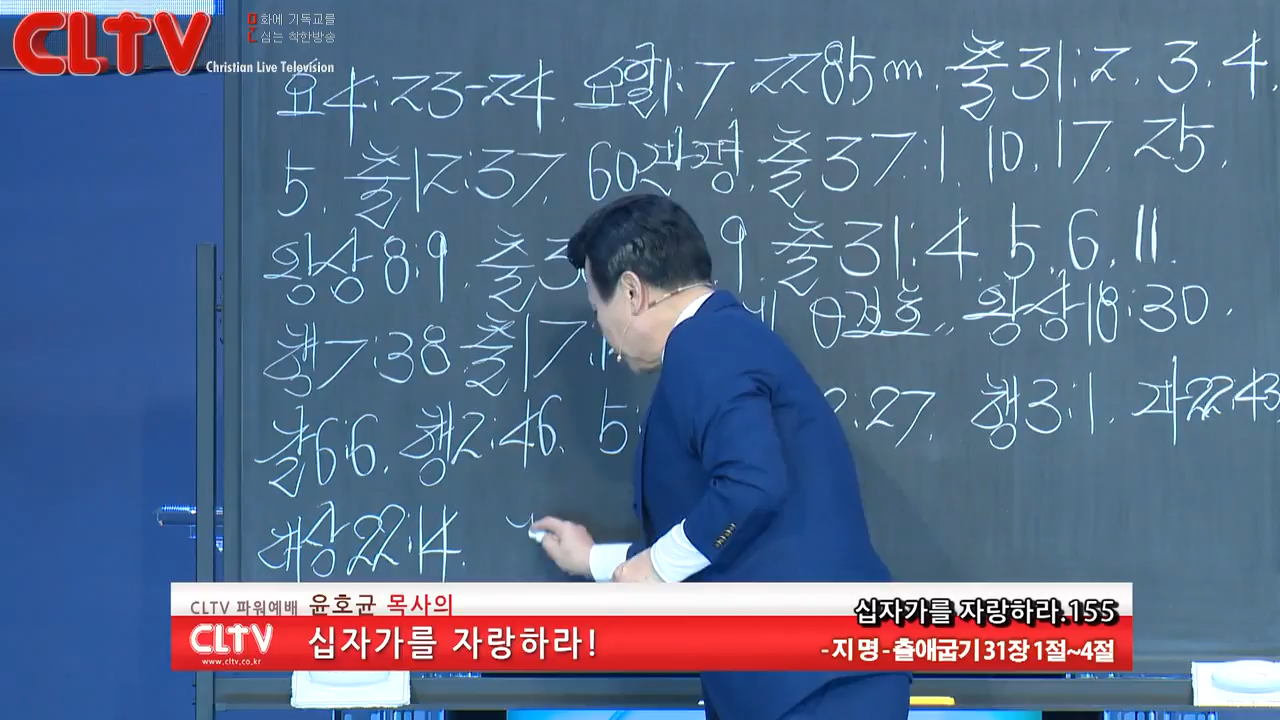 CLTV
문화에 기독교를
심는 착한방송
Christian Live Television
요4:23-24. 요일1:7. 2285m. 출31:2, 3, 4,
5. 출12:37. 60만평. 출37:1, 10, 17, 25.
왕상8:9. 출3 9. 출31:4, 5, 6, 11.
행7:38 출17: 왕상18:30.
출6:6. 행2:46. 5: :27. 행3:1. 사22:43,
대상22:14.
CLTV 파워예배 윤호균 목사의
십자가를 자랑하라.155
CLTV
www.cltv.co.kr
십자가를 자랑하라!
-지명-출애굽기 31장 1절~4절